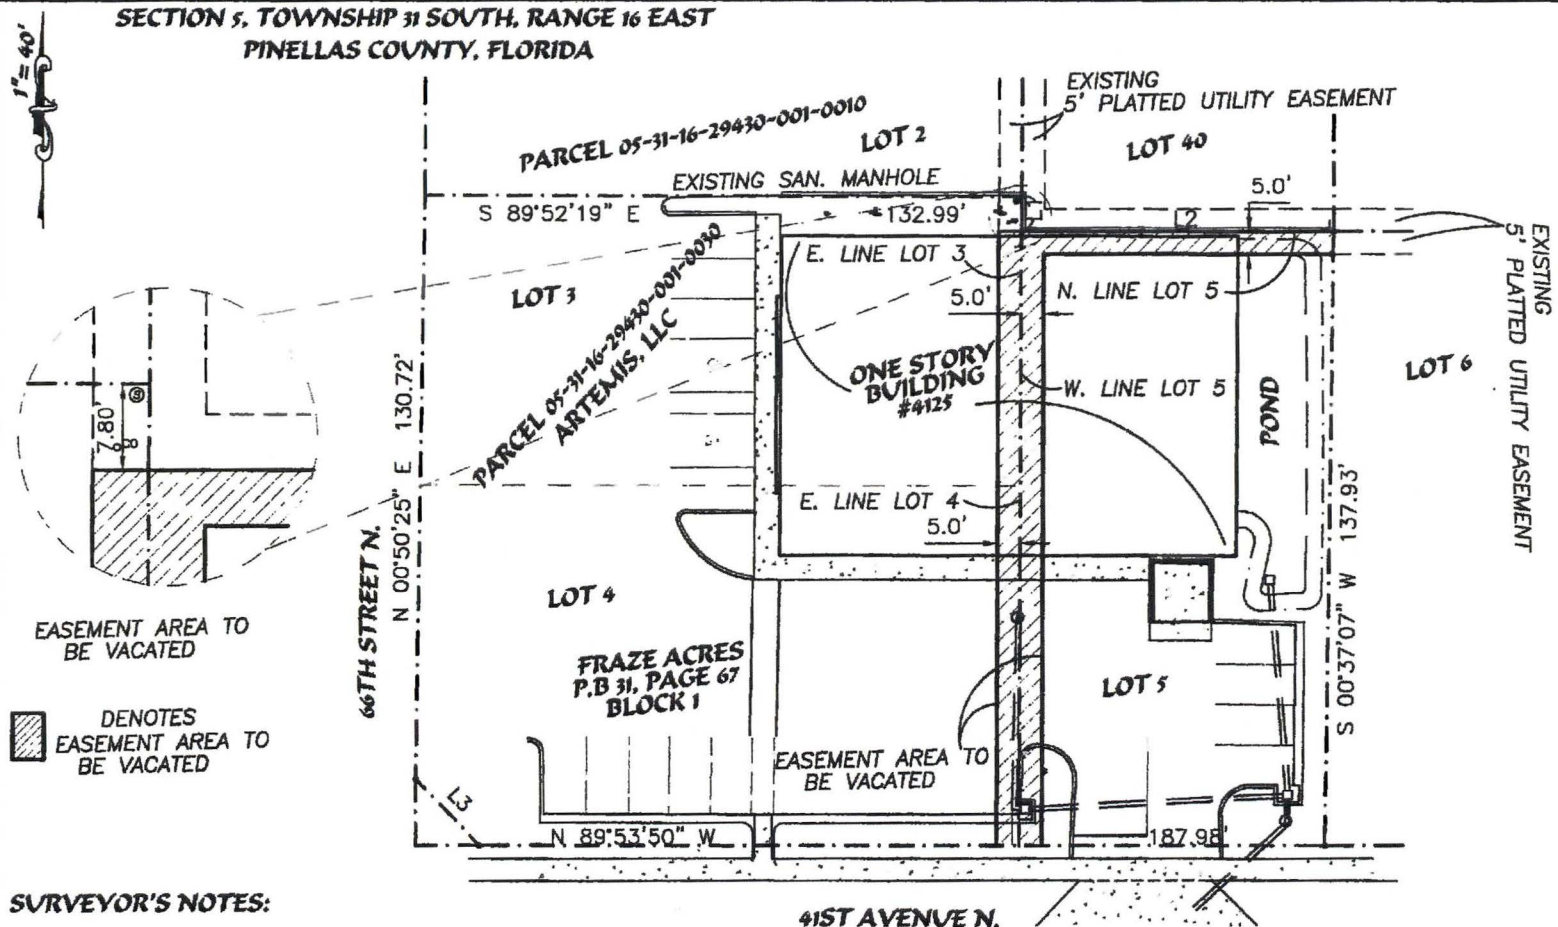 SECTION 5, TOWNSHIP 31 SOUTH, RANGE 16 EAST
PINELLAS COUNTY, FLORIDA
1"= 40'
EXISTING
5' PLATTED UTILITY EASEMENT
PARCEL 05-31-16-29430-001-0010
LOT 2
LOT 40
EXISTING SAN. MANHOLE
5.0'
S 89°52'19" E
132.99'
L2
EXISTING
5' PLATTED UTILITY EASEMENT
E. LINE LOT 3
LOT 3
5.0'
N. LINE LOT 5
PARCEL 05-31-16-29430-001-0030
ARTEMIS, LLC
ONE STORY
BUILDING
#4125
W. LINE LOT 5
LOT 6
POND
7.80'
S
N 00°50'25" E 130.72'
E. LINE LOT 4
5.0'
S 00°37'07" W 137.93'
66TH STREET N.
LOT 4
EASEMENT AREA TO
BE VACATED
FRAZE ACRES
P.B 31, PAGE 67
BLOCK 1
LOT 5
DENOTES
EASEMENT AREA TO
BE VACATED
EASEMENT AREA TO
BE VACATED
L3
N 89°53'50" W
187.98'
SURVEYOR'S NOTES:
41ST AVENUE N.